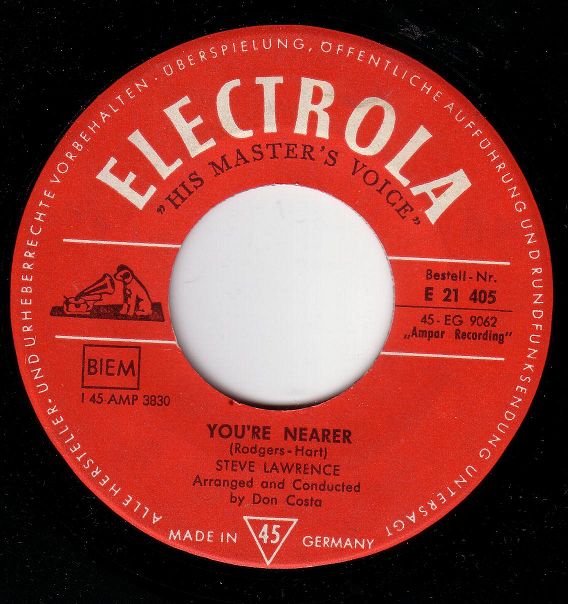 ALLE HERSTELLER- UND URHEBERRECHTE VORBEHALTEN · ÜBERSPIELUNG, ÖFFENTLICHE AUFFÜHRUNG UND RUNDFUNKSENDUNG UNTERSAGT
ELECTROLA
„HIS MASTER'S VOICE"
Bestell-Nr.
E 21 405
45-EG 9062
„Ampar Recording"
BIEM
I 45-AMP 3830
YOU'RE NEARER
(Rodgers-Hart)
STEVE LAWRENCE
Arranged and Conducted
by Don Costa
MADE IN 45 GERMANY